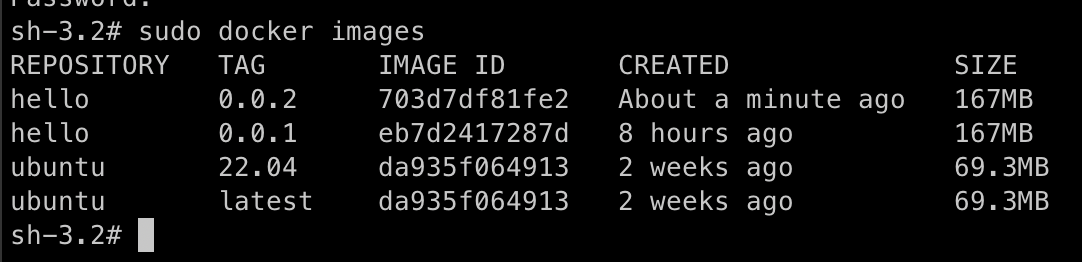 Password:
sh-3.2# sudo docker images
REPOSITORY   TAG       IMAGE ID       CREATED              SIZE
hello        0.0.2     703d7df81fe2   About a minute ago   167MB
hello        0.0.1     eb7d2417287d   8 hours ago          167MB
ubuntu       22.04     da935f064913   2 weeks ago          69.3MB
ubuntu       latest    da935f064913   2 weeks ago          69.3MB
sh-3.2#